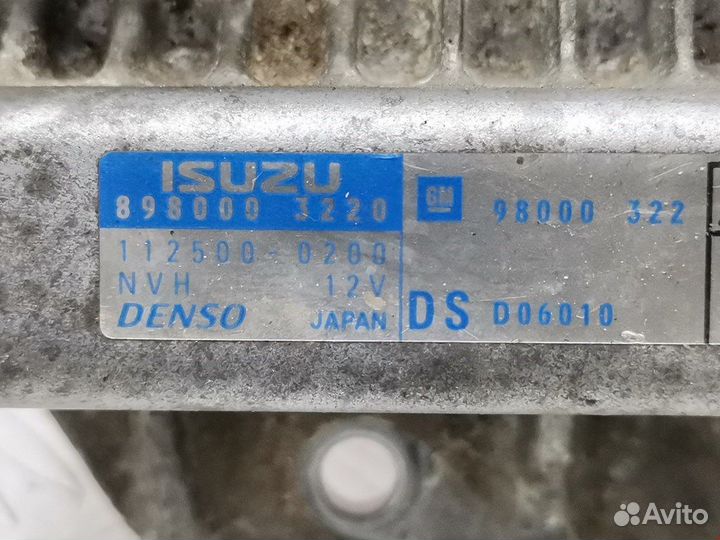 ISUZU
898000 3220
112500-0200
NVH 12V
DENSO JAPAN
GM 98000 322
DS D06010
Avito